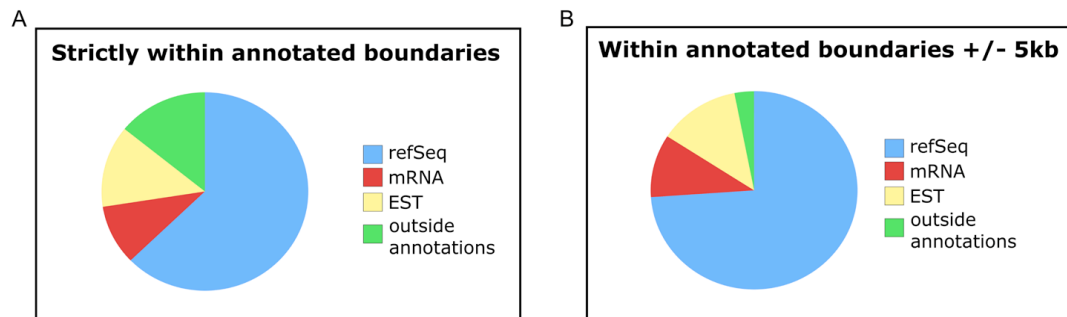 A
Strictly within annotated boundaries
refSeq
mRNA
EST
outside
annotations
B
Within annotated boundaries +/- 5kb
refSeq
mRNA
EST
outside
annotations